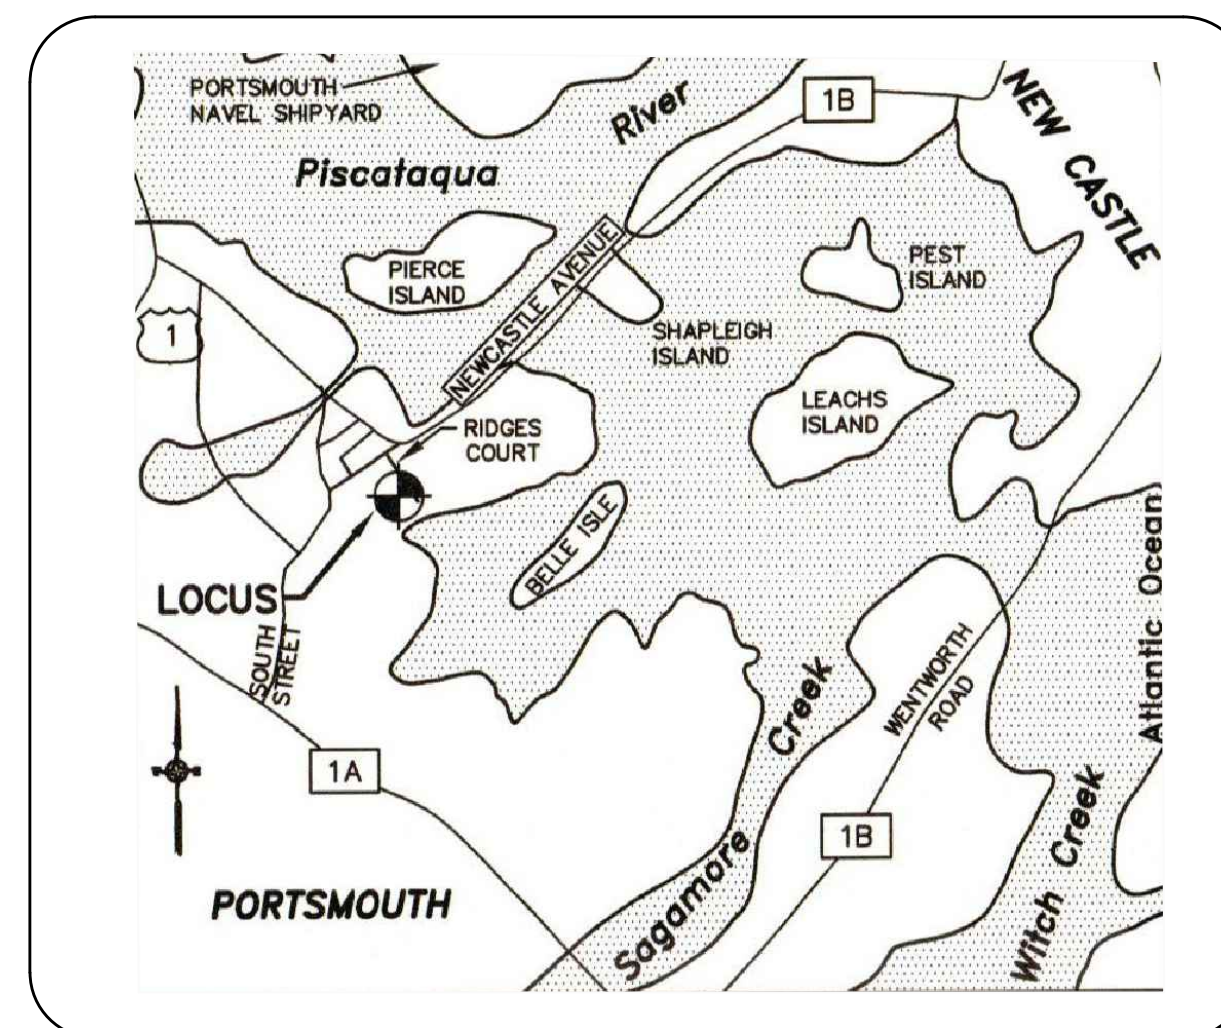 PORTSMOUTH
NAVEL SHIPYARD
River
1B
NEW CASTLE
Piscataqua
PIERCE
ISLAND
NEWCASTLE AVENUE
PEST
ISLAND
1
SHAPLEIGH
ISLAND
LEACHS
ISLAND
RIDGES
COURT
BELLE ISLE
Atlantic Ocean
LOCUS
SOUTH
STREET
WENTWORTH
ROAD
Creek
1A
1B
Creek
Sagamore
PORTSMOUTH
Witch